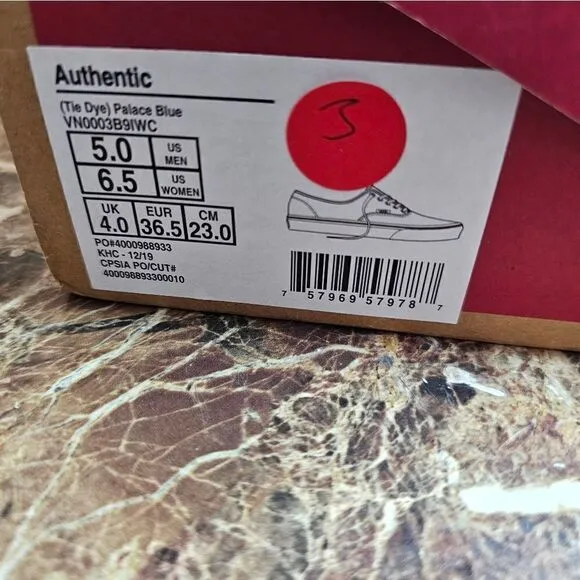 Authentic
(Tie Dye) Palace Blue
VN0003B9IWC
5.0 US MEN
6.5 US WOMEN
UK 4.0 EUR 36.5 CM 23.0
PO#4000988933
KHC - 12/19
CPSIA PO/CUT#
400098893300010
3
7 57969 57978 7